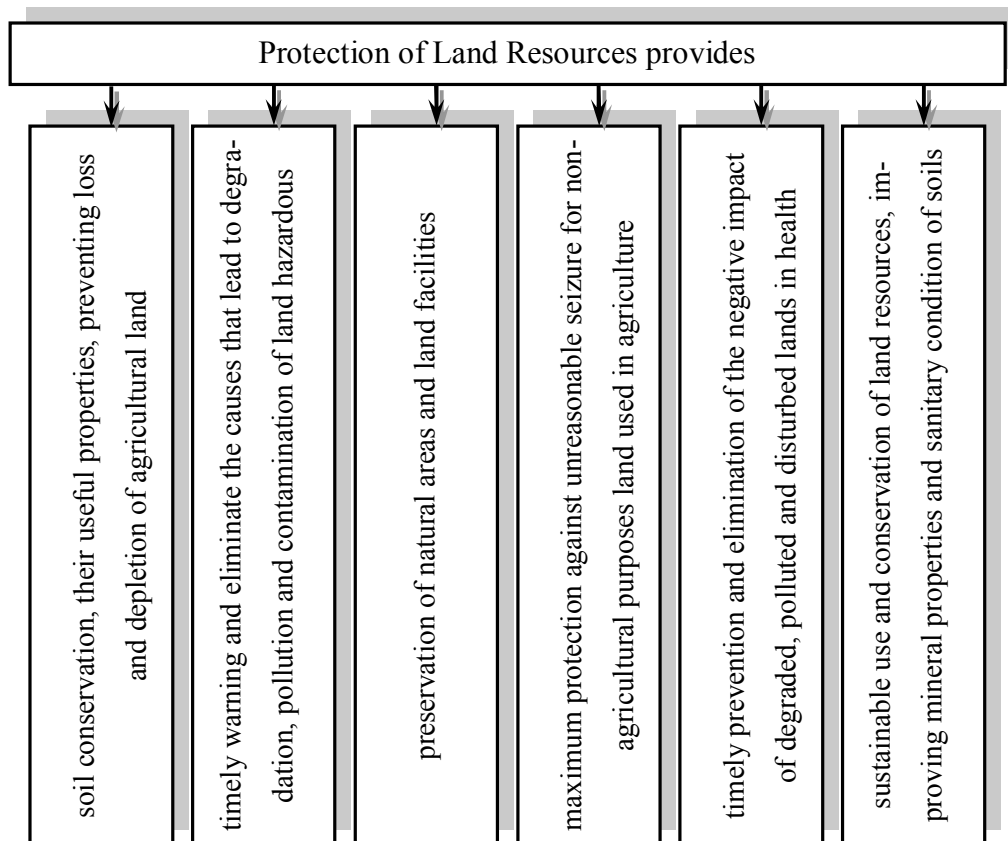 Protection of Land Resources provides
soil conservation, their useful properties, preventing loss
and depletion of agricultural land
timely warning and eliminate the causes that lead to degra-
dation, pollution and contamination of land hazardous
preservation of natural areas and land facilities
maximum protection against unreasonable seizure for non-
agricultural purposes land used in agriculture
timely prevention and elimination of the negative impact
of degraded, polluted and disturbed lands in health
sustainable use and conservation of land resources, im-
proving mineral properties and sanitary condition of soils